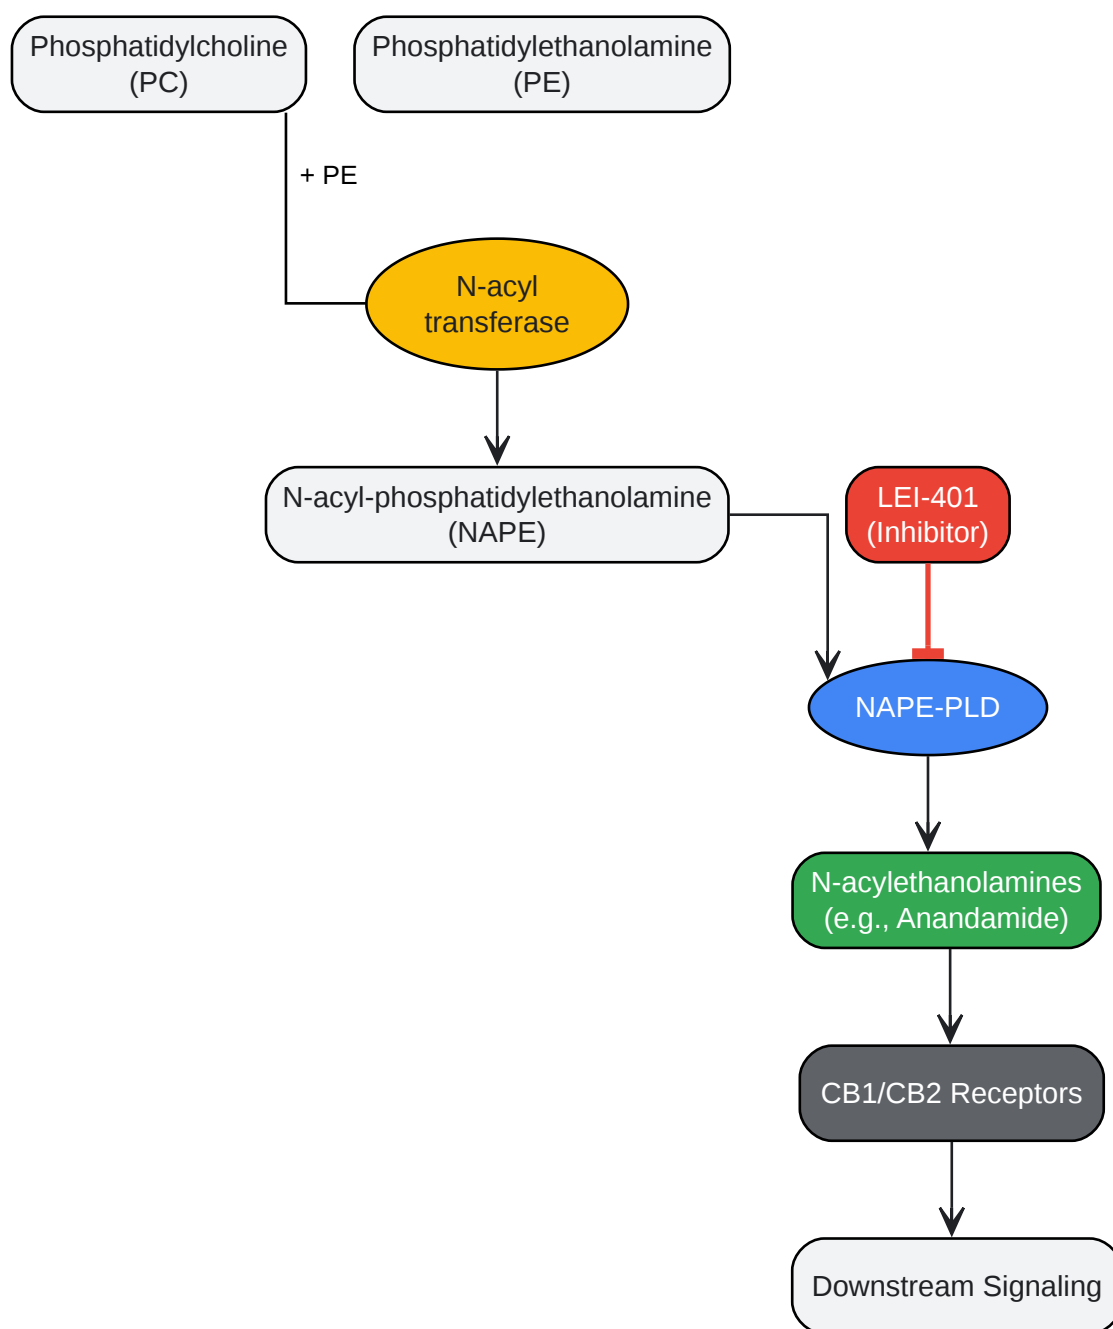 Phosphatidylcholine
(PC)
Phosphatidylethanolamine
(PE)
+ PE
N-acyl
transferase
N-acyl-phosphatidylethanolamine
(NAPE)
LEI-401
(Inhibitor)
NAPE-PLD
N-acylethanolamines
(e.g., Anandamide)
CB1/CB2 Receptors
Downstream Signaling